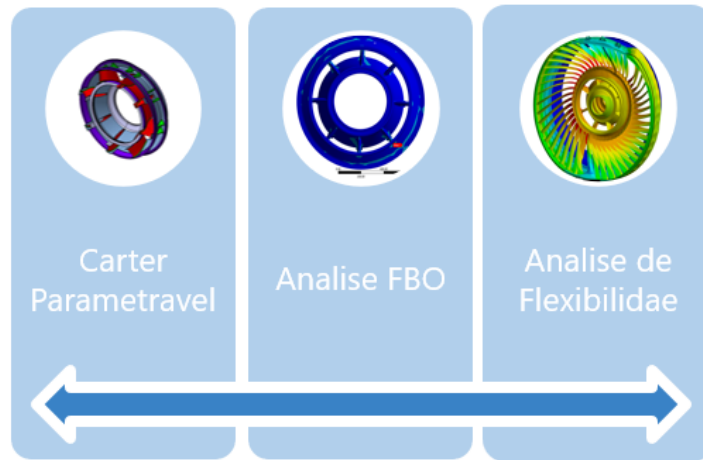 Carter
Parametravel
Analise FBO
Analise de
Flexibilidae